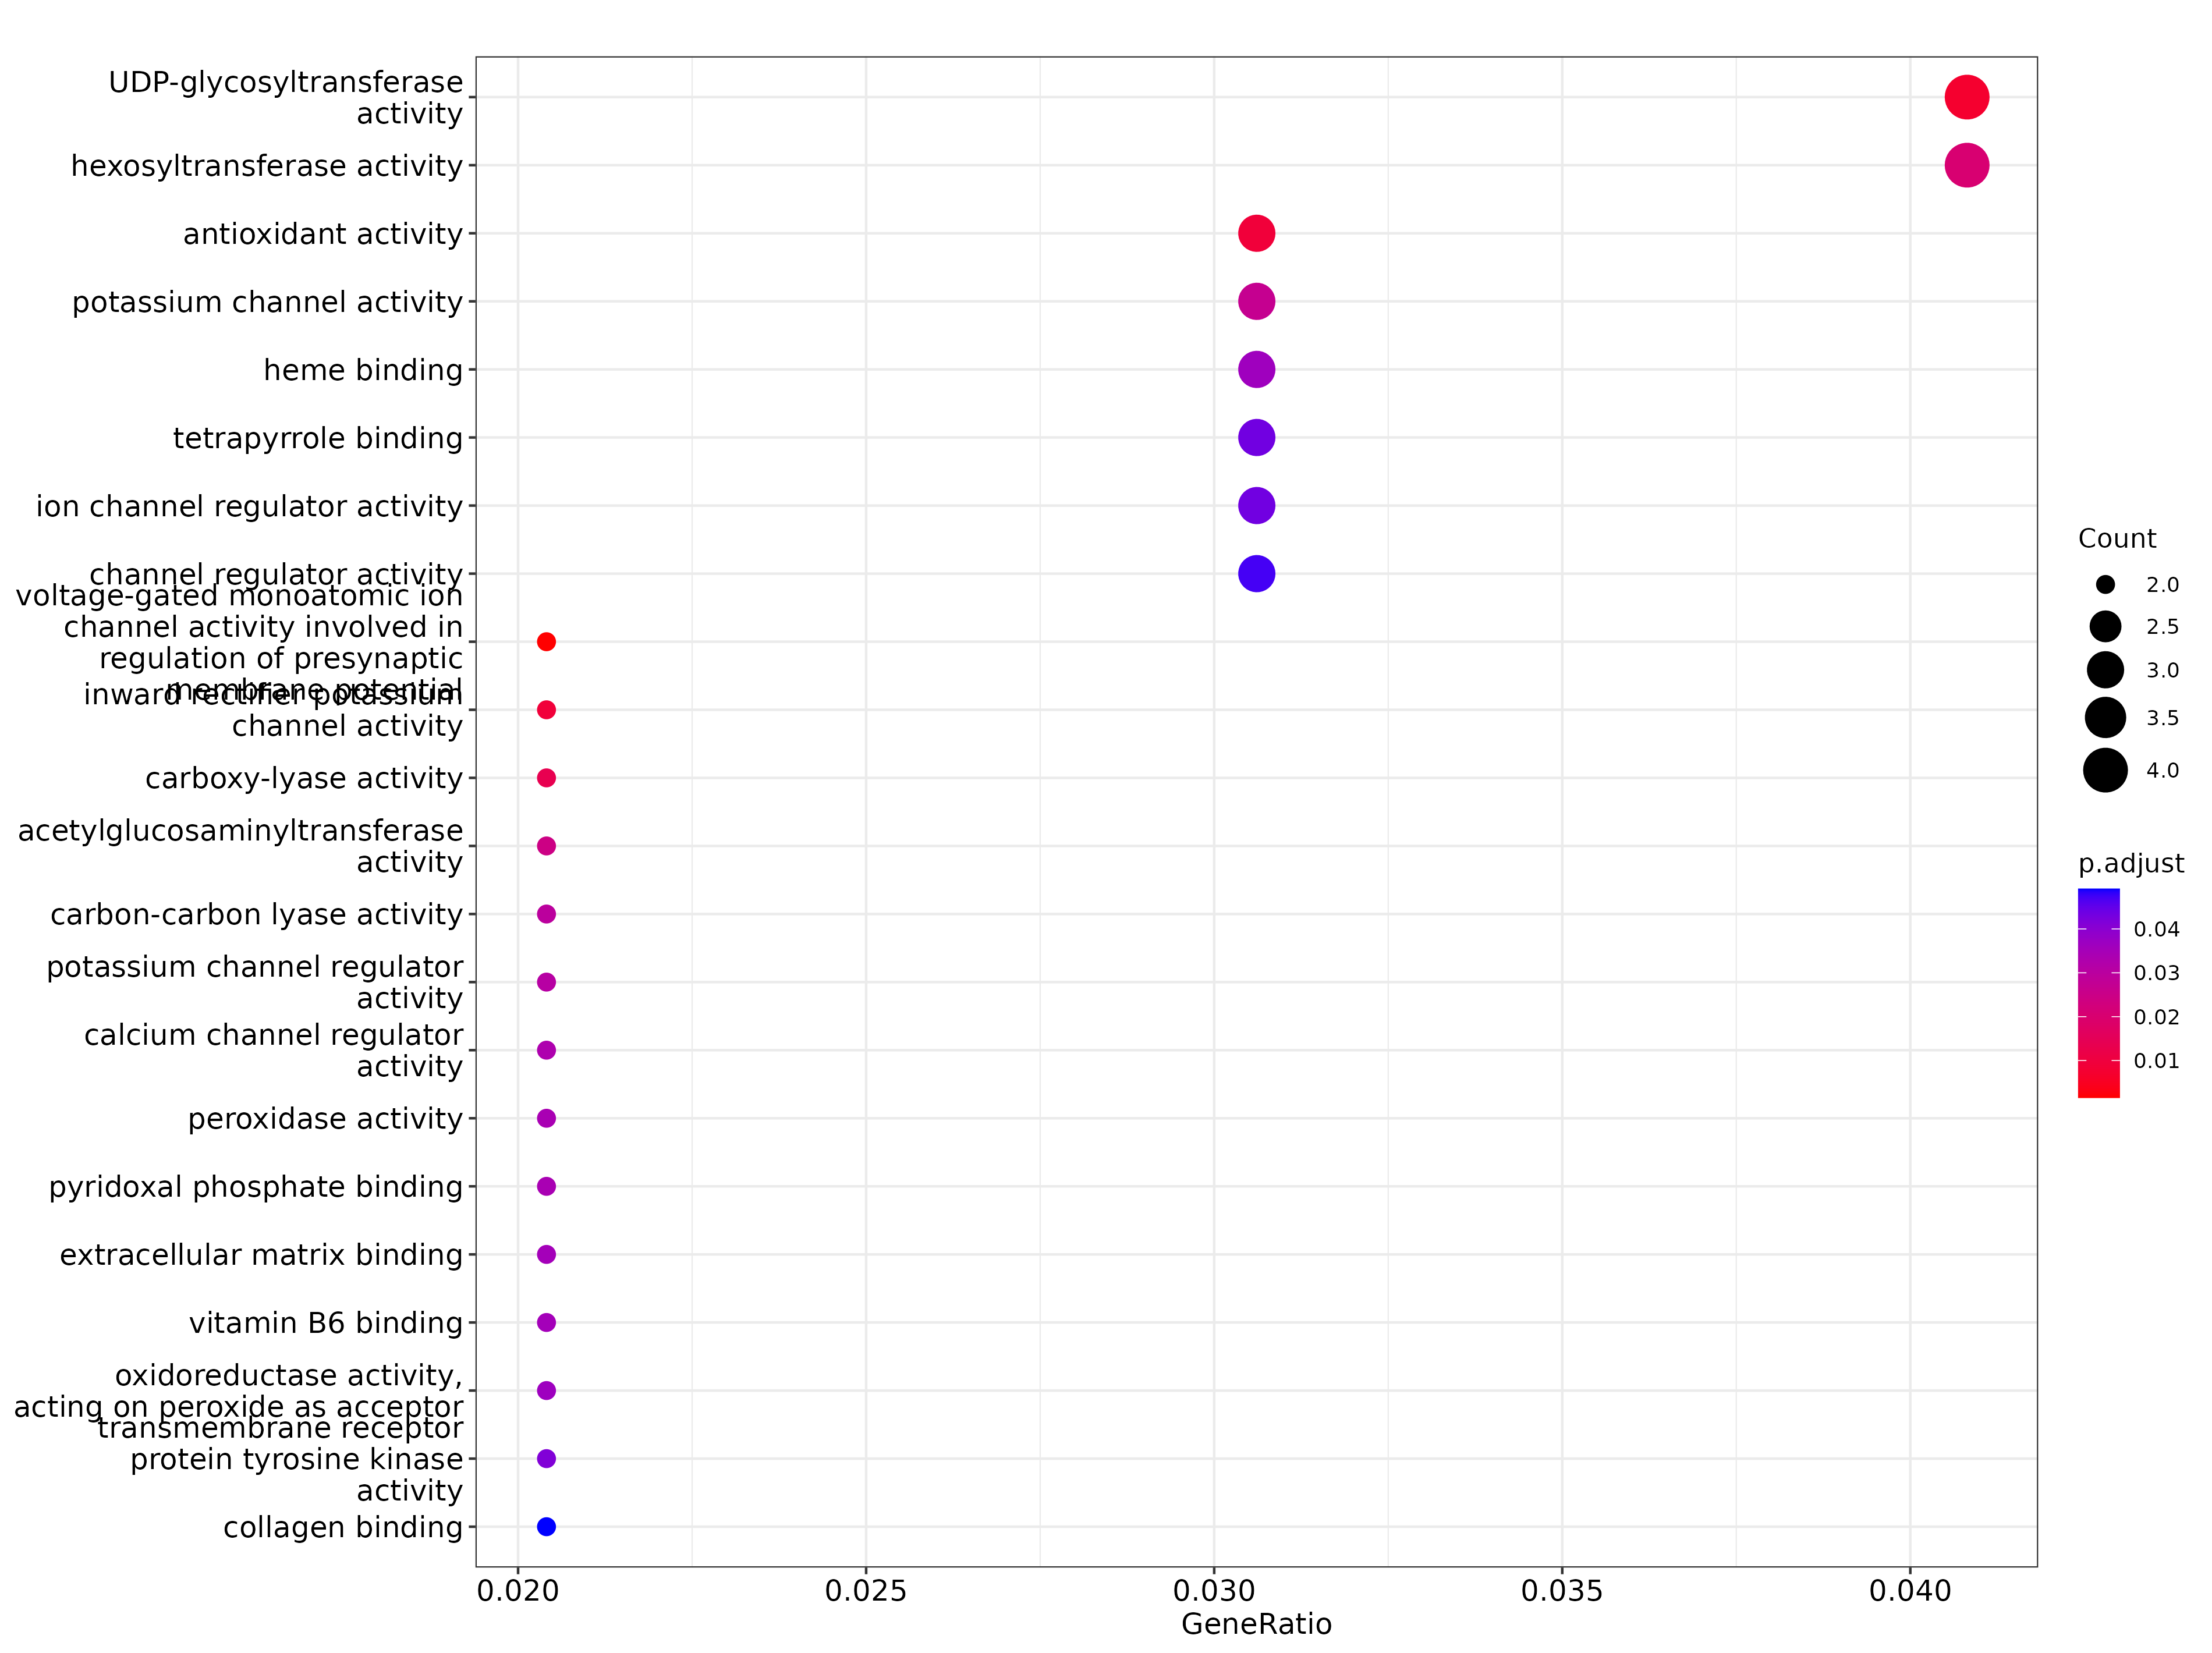 UDP-glycosyltransferase
activity
hexosyltransferase activity
antioxidant activity
potassium channel activity
heme binding
tetrapyrrole binding
ion channel regulator activity
channel regulator activity
voltage-gated monoatomic ion
channel activity involved in
regulation of presynaptic
membrane potential
inward rectifier potassium
channel activity
carboxy-lyase activity
acetylglucosaminyltransferase
activity
carbon-carbon lyase activity
potassium channel regulator
activity
calcium channel regulator
activity
peroxidase activity
pyridoxal phosphate binding
extracellular matrix binding
vitamin B6 binding
oxidoreductase activity,
acting on peroxide as acceptor
transmembrane receptor
protein tyrosine kinase
activity
collagen binding
0.020
0.025
0.030
0.035
0.040
GeneRatio
Count
2.0
2.5
3.0
3.5
4.0
p.adjust
0.04
0.03
0.02
0.01